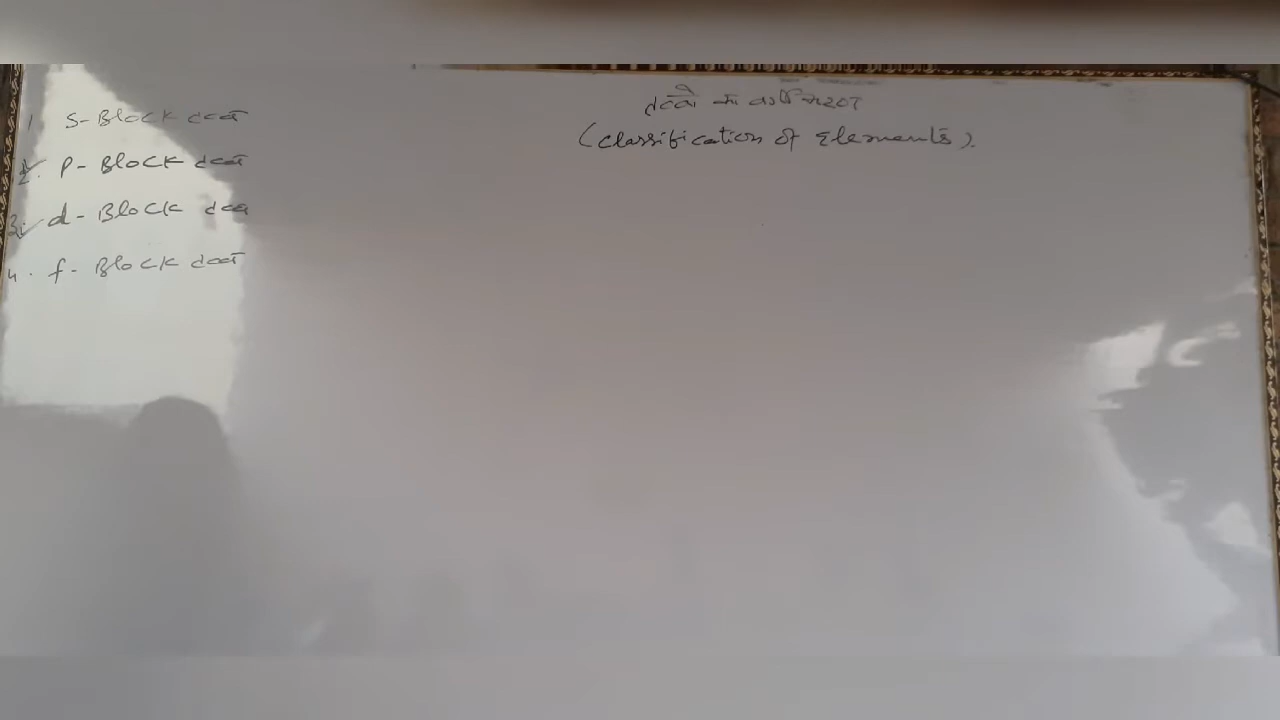 तत्वों का वर्गीकरण
(Classification of Elements).
1. S-Block तत्व
2. P-Block तत्व
3. d-Block तत्व
4. f-Block तत्व